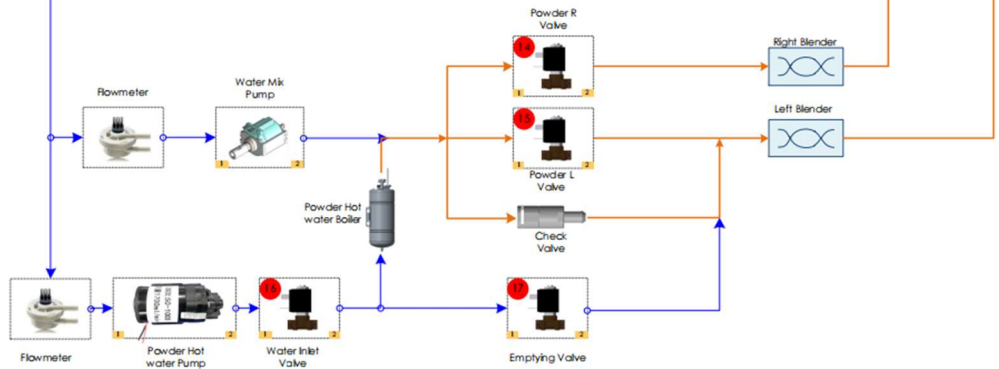 Powder R
Valve
14
1 2
Right Blender
Flowmeter
Water Mix
Pump
1 2
15
1 2
Powder L
Valve
Left Blender
Powder Hot
water Boiler
Check
Valve
1 2
Flowmeter
Powder Hot
water Pump
16
1 2
Water Inlet
Valve
17
1 2
Emptying Valve